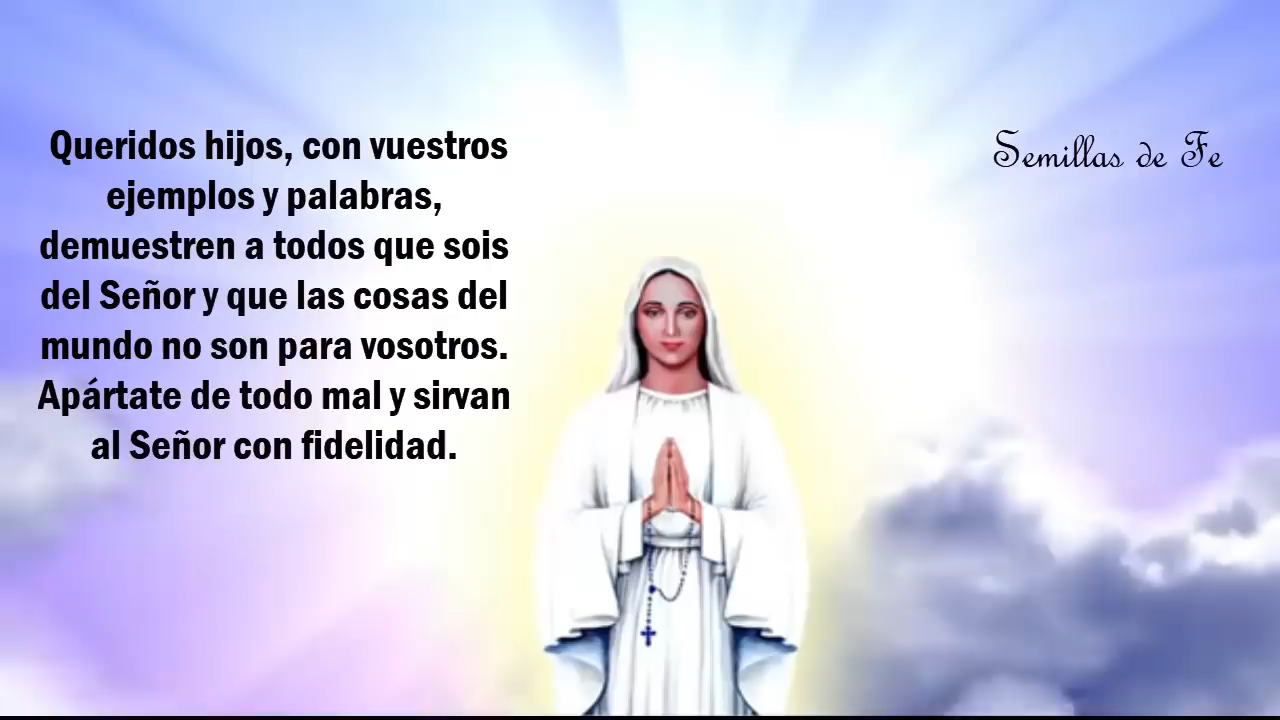 Queridos hijos, con vuestros
ejemplos y palabras,
demuestren a todos que sois
del Señor y que las cosas del
mundo no son para vosotros.
Apártate de todo mal y sirvan
al Señor con fidelidad.
Semillas de Fe